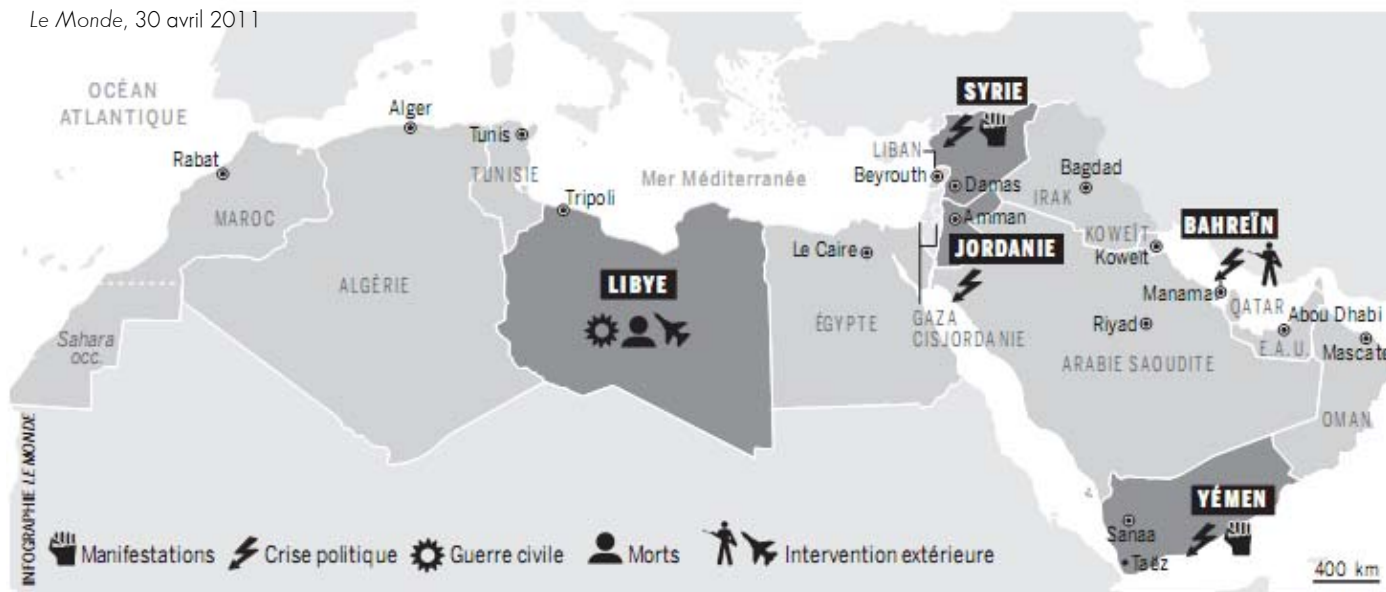 Le Monde, 30 avril 2011
OCÉAN
ATLANTIQUE
Alger
Tunis
TUNISIE
Rabat
MAROC
Tripoli
Mer Méditerranée
SYRIE
LIBAN
Beyrouth
Damas
Bagdad
IRAK
Amman
JORDANIE
KOWEÏT
Koweït
BAHREÏN
Le Caire
ALGÉRIE
LIBYE
ÉGYPTE
GAZA
CISJORDANIE
Manama
QATAR
Abou Dhabi
Riyad
E.A.U.
Mascate
ARABIE SAOUDITE
Sahara
occ.
OMAN
YÉMEN
Sanaa
Taëz
INFOGRAPHIE LE MONDE
Manifestations
Crise politique
Guerre civile
Morts
Intervention extérieure
400 km